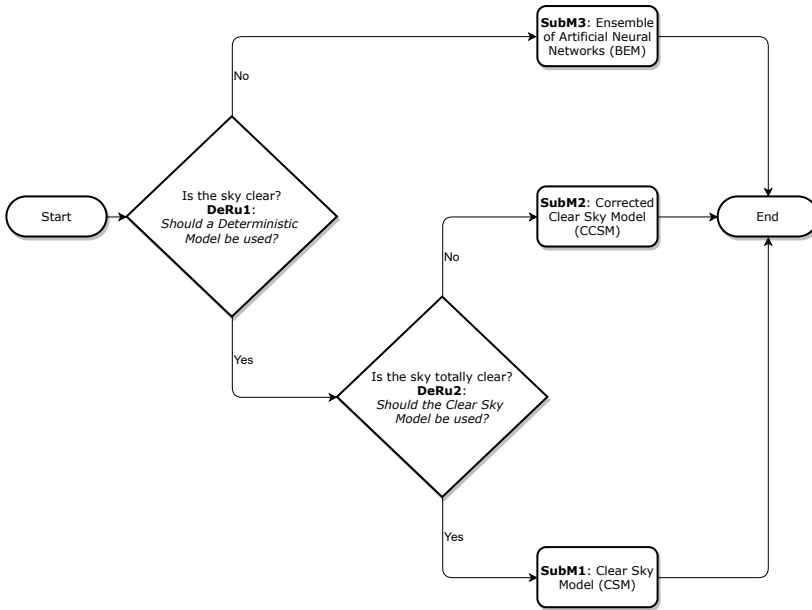 SubM3: Ensemble
of Artificial Neural
Networks (BEM)
No
Is the sky clear?
DeRu1:
Should a Deterministic
Model be used?
Start
SubM2: Corrected
Clear Sky Model
(CCSM)
End
No
Yes
Is the sky totally clear?
DeRu2:
Should the Clear Sky
Model be used?
Yes
SubM1: Clear Sky
Model (CSM)